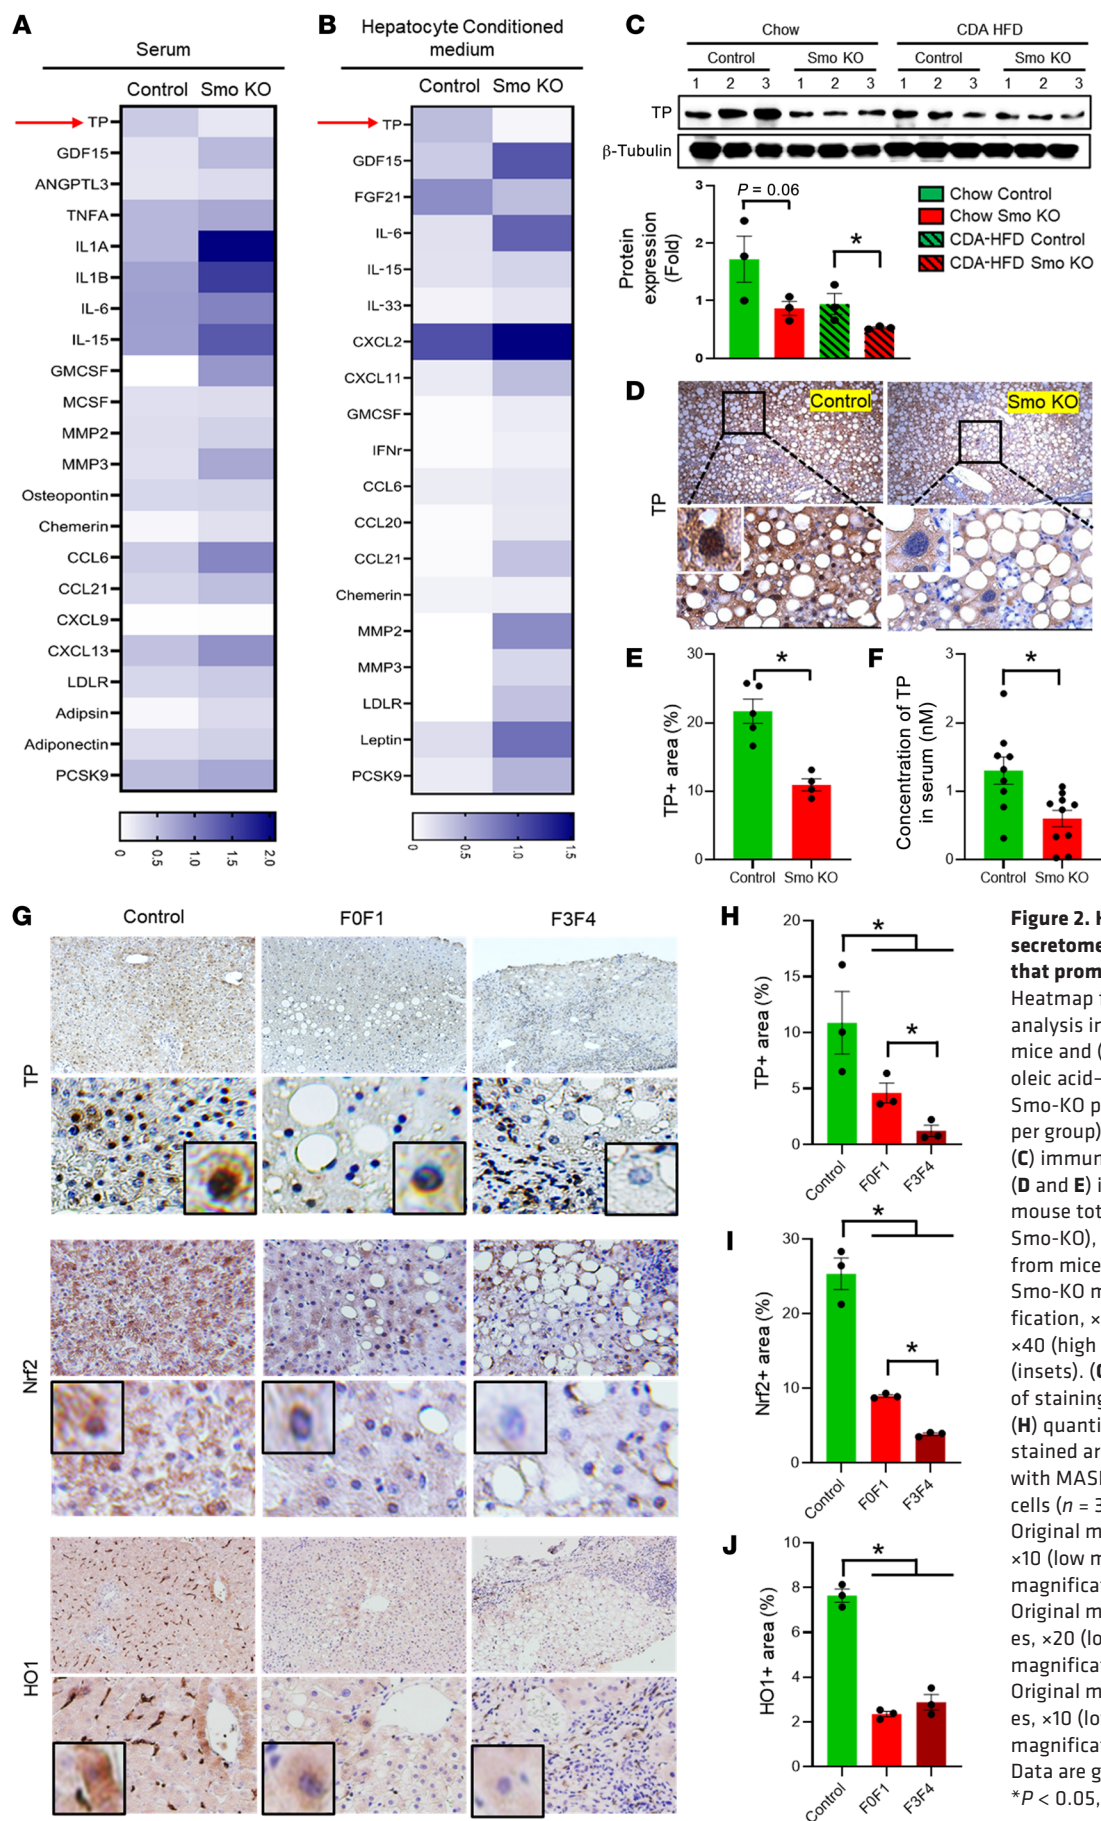 A
Serum
Control Smo KO
TP
GDF15
ANGPTL3
TNFA
IL1A
IL1B
IL-6
IL-15
GMCSF
MCSF
MMP2
MMP3
Osteopontin
Chemerin
CCL6
CCL21
CXCL9
CXCL13
LDLR
Adipsin
Adiponectin
PCSK9
0 0.5 1.0 1.5 2.0
B
Hepatocyte Conditioned
medium
Control Smo KO
TP
GDF15
FGF21
IL-6
IL-15
IL-33
CXCL2
CXCL11
GMCSF
IFNr
CCL6
CCL20
CCL21
Chemerin
MMP2
MMP3
LDLR
Leptin
PCSK9
0 0.5 1.0 1.5
C
Chow CDA HFD
Control Smo KO Control Smo KO
1 2 3 1 2 3 1 2 3 1 2 3
TP
β-Tubulin
Protein
expression
(Fold)
3
2
1
0
P = 0.06
*
Chow Control
Chow Smo KO
CDA-HFD Control
CDA-HFD Smo KO
D
Control Smo KO
TP
E
TP+ area (%)
30
20
10
0
*
Control Smo KO
F
Concentration of TP
in serum (nM)
3
2
1
0
*
Control Smo KO
G
Control F0F1 F3F4
TP
Nrf2
HO1
H
TP+ area (%)
20
15
10
5
0
*
*
Control F0F1 F3F4
I
Nrf2+ area (%)
30
20
10
0
*
*
Control F0F1 F3F4
J
HO1+ area (%)
10
8
6
4
2
0
*
Control F0F1 F3F4
Figure 2. H
secretome
that prom
Heatmap f
analysis in
mice and (
oleic acid–
Smo-KO p
per group)
(C) immun
(D and E) i
mouse tot
Smo-KO),
from mice
Smo-KO m
fication, ×
×40 (high
(insets). (G
of staining
(H) quanti
stained ar
with MASH
cells (n = 3
Original m
×10 (low m
magnificat
Original m
es, ×20 (lo
magnificat
Original m
es, ×10 (lo
magnificat
Data are g
*P < 0.05,